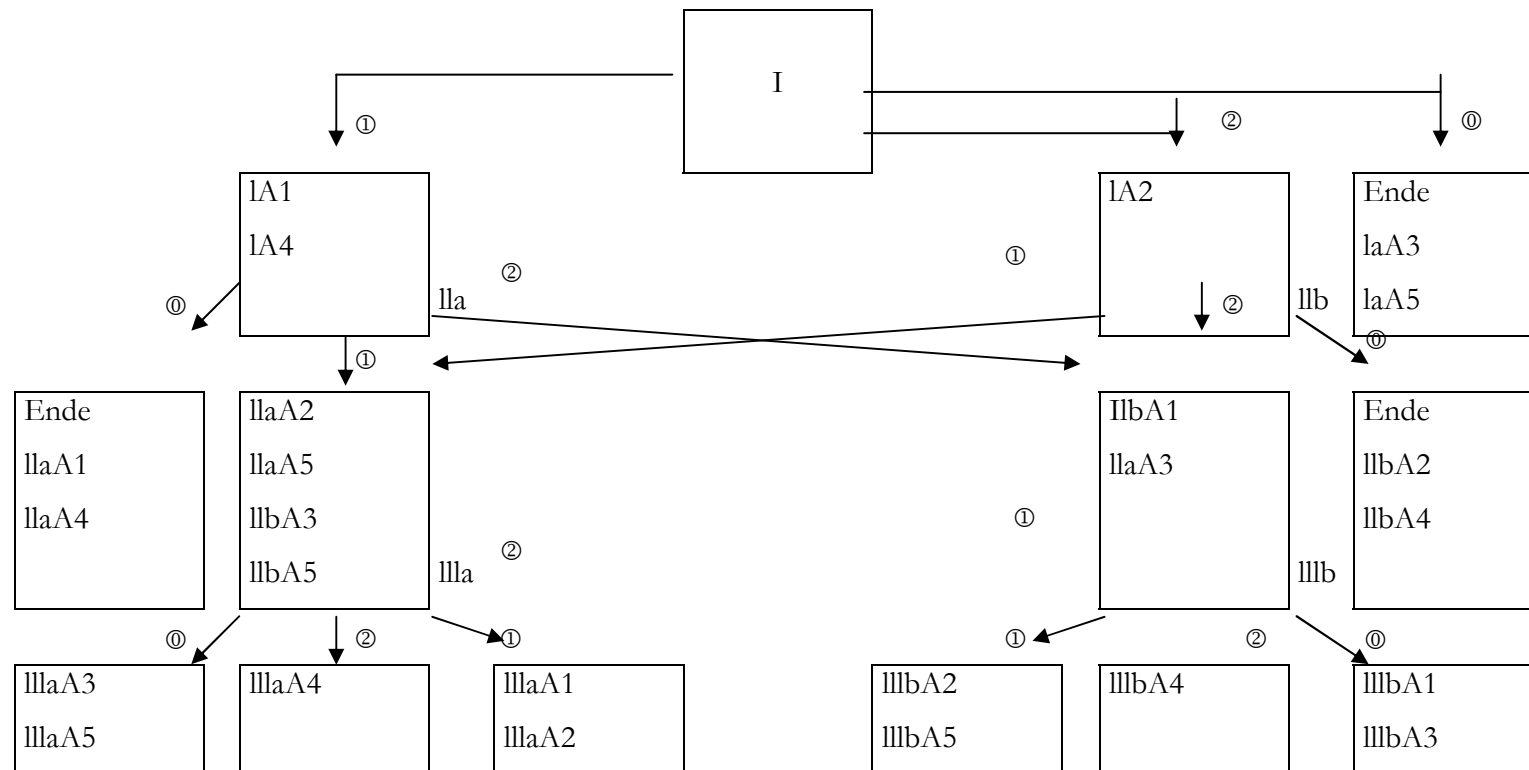 I
①
②
⓪
lA1
lA4
lA2
Ende
laA3
laA5
⓪
②
lla
①
②
llb
⓪
①
Ende
llaA1
llaA4
llaA2
llaA5
llbA3
llbA5
②
llla
①
IlbA1
llaA3
lllb
Ende
llbA2
llbA4
⓪
②
①
①
②
⓪
lllaA3
lllaA5
lllaA4
lllaA1
lllaA2
lllbA2
lllbA5
lllbA4
lllbA1
lllbA3